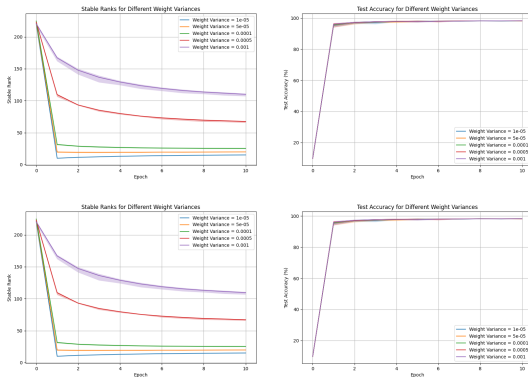 Stable Ranks for Different Weight Variances
Weight Variance = 1e-05
Weight Variance = 5e-05
Weight Variance = 0.0001
Weight Variance = 0.0005
Weight Variance = 0.001
Stable Rank
200
150
100
50
0
0 2 4 6 8 10
Epoch
Test Accuracy for Different Weight Variances
Test Accuracy (%)
100
80
60
40
20
Weight Variance = 1e-05
Weight Variance = 5e-05
Weight Variance = 0.0001
Weight Variance = 0.0005
Weight Variance = 0.001
0 2 4 6 8 10
Epoch
Stable Ranks for Different Weight Variances
Weight Variance = 1e-05
Weight Variance = 5e-05
Weight Variance = 0.0001
Weight Variance = 0.0005
Weight Variance = 0.001
Stable Rank
200
150
100
50
0
0 2 4 6 8 10
Epoch
Test Accuracy for Different Weight Variances
Test Accuracy (%)
100
80
60
40
20
Weight Variance = 1e-05
Weight Variance = 5e-05
Weight Variance = 0.0001
Weight Variance = 0.0005
Weight Variance = 0.001
0 2 4 6 8 10
Epoch